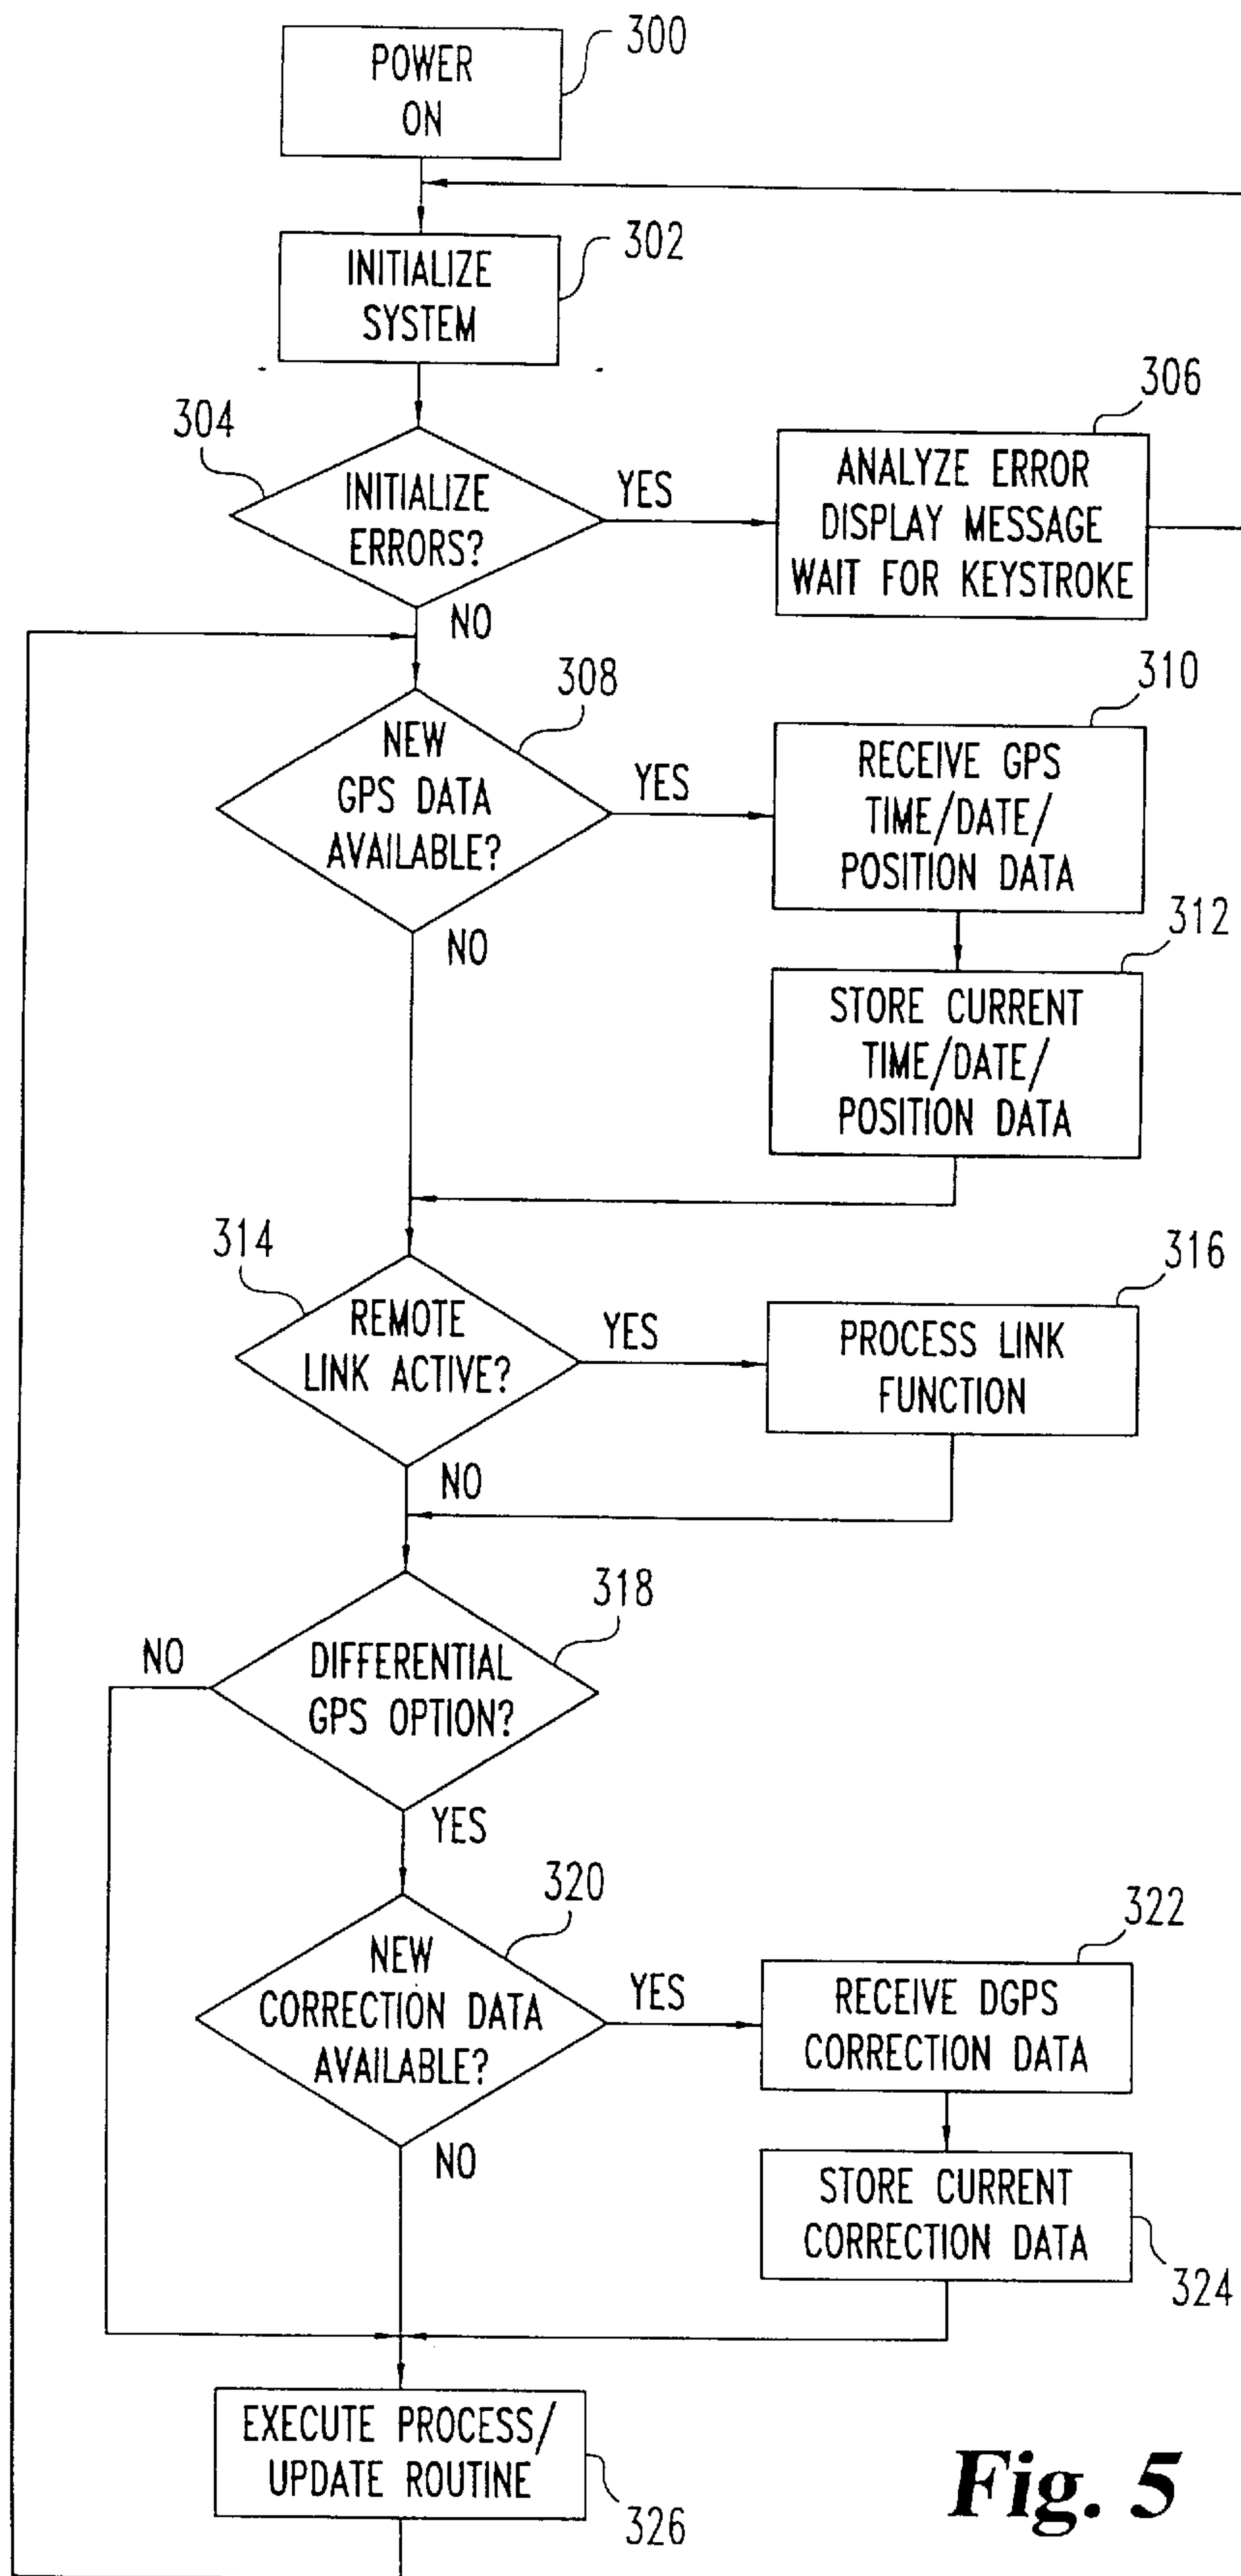 POWER
ON
300
INITIALIZE
SYSTEM
302
304
INITIALIZE
ERRORS?
YES
NO
306
ANALYZE ERROR
DISPLAY MESSAGE
WAIT FOR KEYSTROKE
308
NEW
GPS DATA
AVAILABLE?
YES
NO
310
RECEIVE GPS
TIME/DATE/
POSITION DATA
312
STORE CURRENT
TIME/DATE/
POSITION DATA
314
REMOTE
LINK ACTIVE?
YES
NO
316
PROCESS LINK
FUNCTION
318
DIFFERENTIAL
GPS OPTION?
NO
YES
320
NEW
CORRECTION DATA
AVAILABLE?
YES
NO
322
RECEIVE DGPS
CORRECTION DATA
STORE CURRENT
CORRECTION DATA
324
EXECUTE PROCESS/
UPDATE ROUTINE
326
Fig. 5